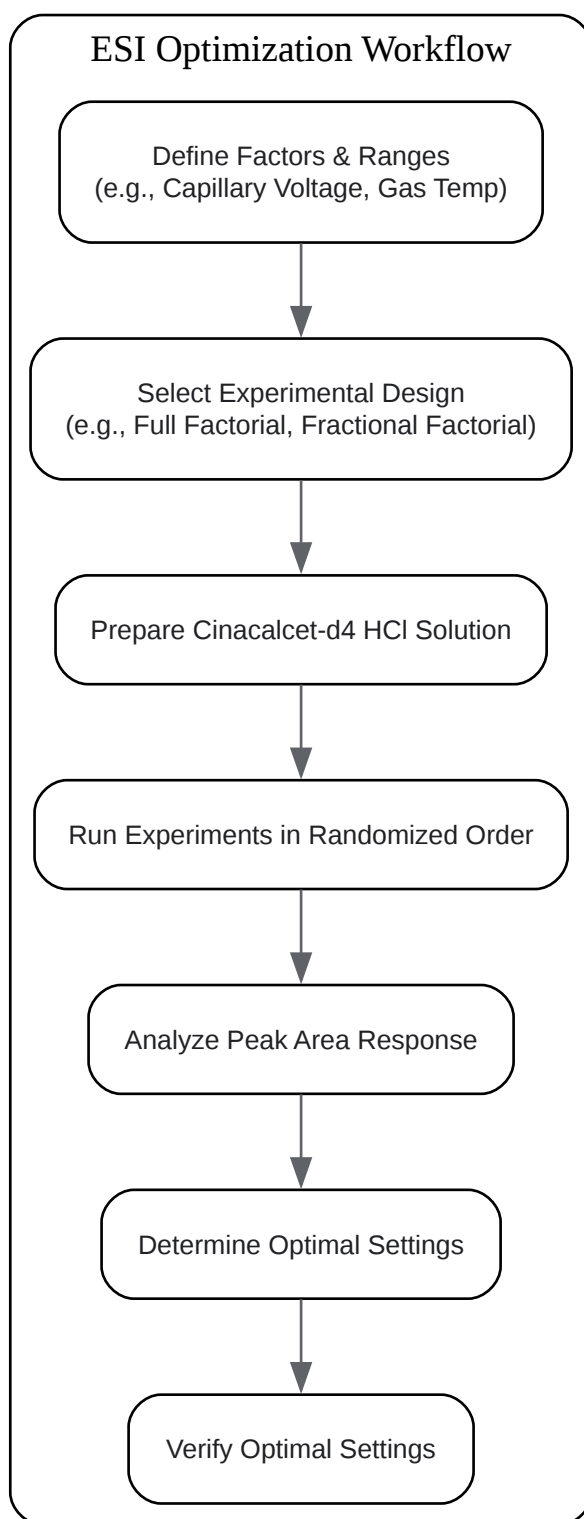 ESI Optimization Workflow
Define Factors & Ranges
(e.g., Capillary Voltage, Gas Temp)
Select Experimental Design
(e.g., Full Factorial, Fractional Factorial)
Prepare Cinacalcet-d4 HCl Solution
Run Experiments in Randomized Order
Analyze Peak Area Response
Determine Optimal Settings
Verify Optimal Settings